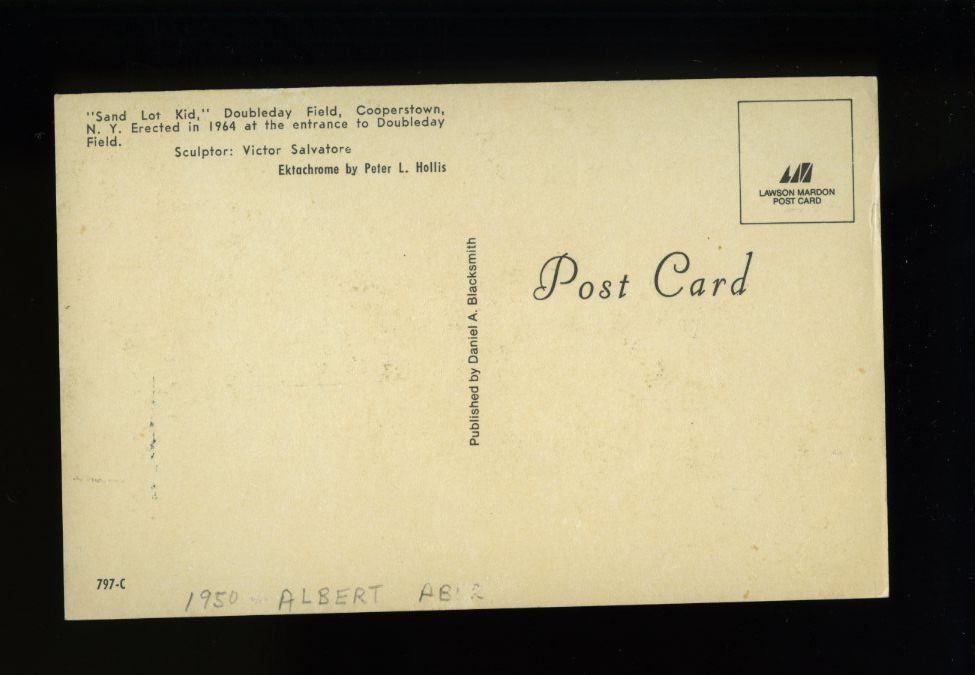 "Sand Lot Kid," Doubleday Field, Cooperstown,
N. Y. Erected in 1964 at the entrance to Doubleday
Field.
Sculptor: Victor Salvatore
Ektachrome by Peter L. Hollis
LAWSON MARDON
POST CARD
Post Card
Published by Daniel A. Blacksmith
797-C
1950 - ALBERT